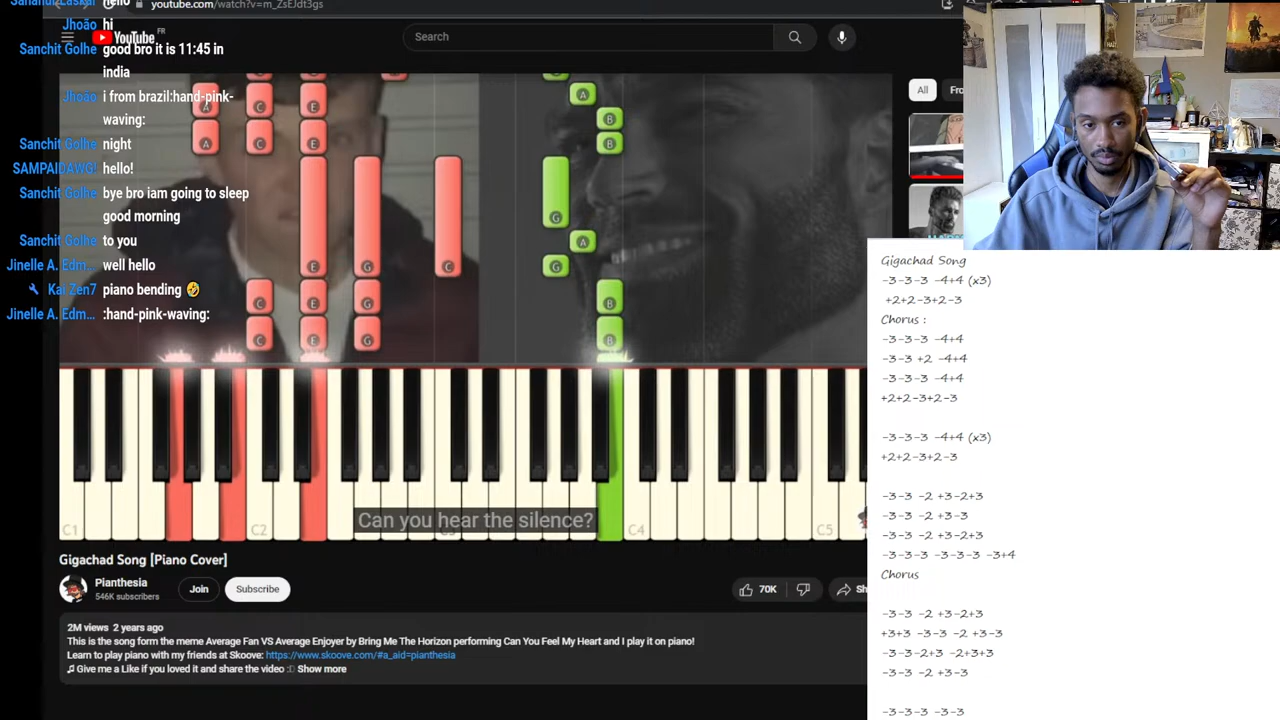 youtube.com/watch?v=m_ZsEJdt3gs
Jhoão hi
YouTube FR
Search
Sanchit Golhe good bro it is 11:45 in
india
Jhoão i from brazil:hand-pink-
waving:
Sanchit Golhe night
SAMPAIDAWG! hello!
Sanchit Golhe bye bro iam going to sleep
good morning
Sanchit Golhe to you
Jinelle A. Edm... well hello
Kai Zen7 piano bending 🤣
Jinelle A. Edm... :hand-pink-waving:
All
A C E B
A C E B
E G C G
A
G
C E G B
C E G B
C1 C2 C4 C5
Can you hear the silence?
Gigachad Song [Piano Cover]
Pianthesia
546K subscribers
Join
Subscribe
70K
2M views 2 years ago
This is the song form the meme Average Fan VS Average Enjoyer by Bring Me The Horizon performing Can You Feel My Heart and I play it on piano!
Learn to play piano with my friends at Skoove: https://www.skoove.com/#a_aid=pianthesia
♫ Give me a Like if you loved it and share the video :) Show more
Gigachad Song
-3-3-3 -4+4 (x3)
+2+2-3+2-3
Chorus :
-3-3-3 -4+4
-3-3 +2 -4+4
-3-3-3 -4+4
+2+2-3+2-3
-3-3-3 -4+4 (x3)
+2+2-3+2-3
-3-3 -2 +3-2+3
-3-3 -2 +3-3
-3-3 -2 +3-2+3
-3-3-3 -3-3-3 -3+4
Chorus
-3-3 -2 +3-2+3
+3+3 -3-3 -2 +3-3
-3-3-2+3 -2+3+3
-3-3 -2 +3-3
-3-3-3 -3-3